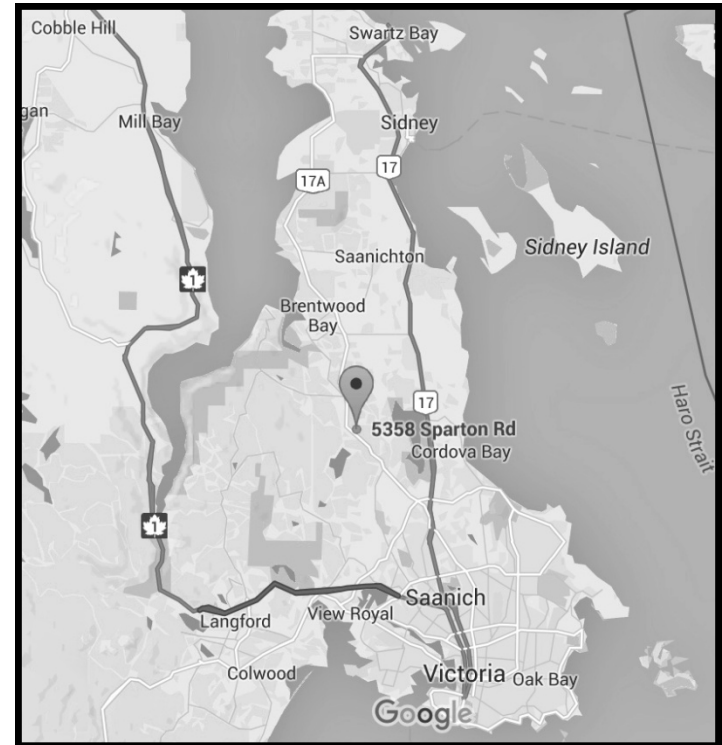 Cobble Hill
Swartz Bay
gan
Mill Bay
Sidney
17
17A
Sidney Island
Saanichton
1
Brentwood
Bay
17
5358 Sparton Rd
Cordova Bay
Haro Strait
1
Saanich
View Royal
Langford
Colwood
Victoria
Oak Bay
Google